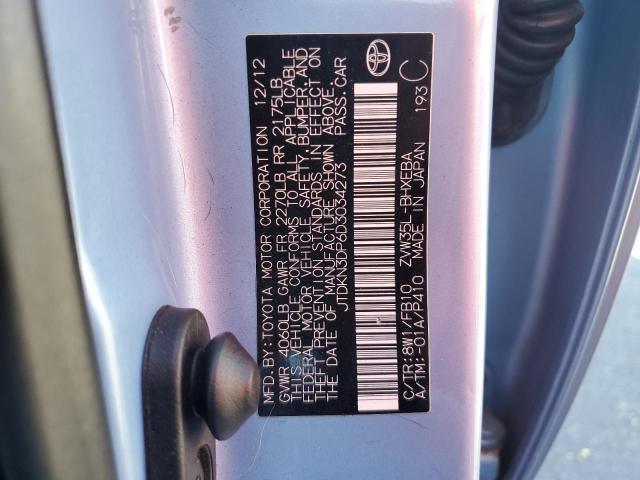 MFD.BY:TOYOTA MOTOR CORPORATION 12/12
GVWR 4060LB GAWR FR 2270LB RR 2175LB
THIS VEHICLE CONFORMS TO ALL APPLICABLE
FEDERAL MOTOR VEHICLE SAFETY, BUMPER, AND
THEFT PREVENTION STANDARDS IN EFFECT ON
THE DATE OF MANUFACTURE SHOWN ABOVE.
JTDKN3DP6D3034273 PASS.CAR
C/TR:8W1/FB10 ZVW35L-BHXEBA
A/TM:-01A/P410 MADE IN JAPAN 193 C